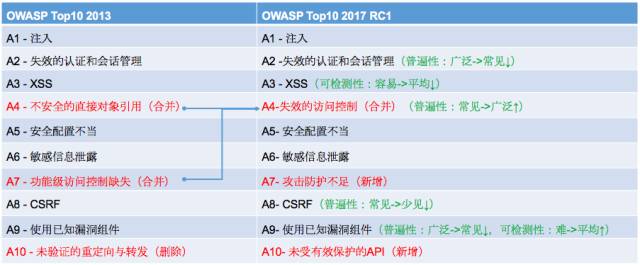 OWASP Top10 2013 OWASP Top10 2017 RC1
A1 - 注入 A1 - 注入
A2 - 失效的认证和会话管理 A2 - 失效的认证和会话管理（普遍性：广泛->常见↓）
A3 - XSS A3 - XSS（可检测性：容易->平均↓）
A4 - 不安全的直接对象引用（合并） A4-失效的访问控制（合并）（普遍性：常见->广泛↑）
A5 - 安全配置不当 A5- 安全配置不当
A6 - 敏感信息泄露 A6- 敏感信息泄露
A7 - 功能级访问控制缺失（合并） A7- 攻击防护不足（新增）
A8 - CSRF A8 - CSRF（普遍性：常见->少见↓）
A9 - 使用已知漏洞组件 A9- 使用已知漏洞组件（普遍性：广泛->常见↓，可检测性：难->平均↑）
A10 - 未验证的重定向与转发（删除） A10- 未受有效保护的API（新增）